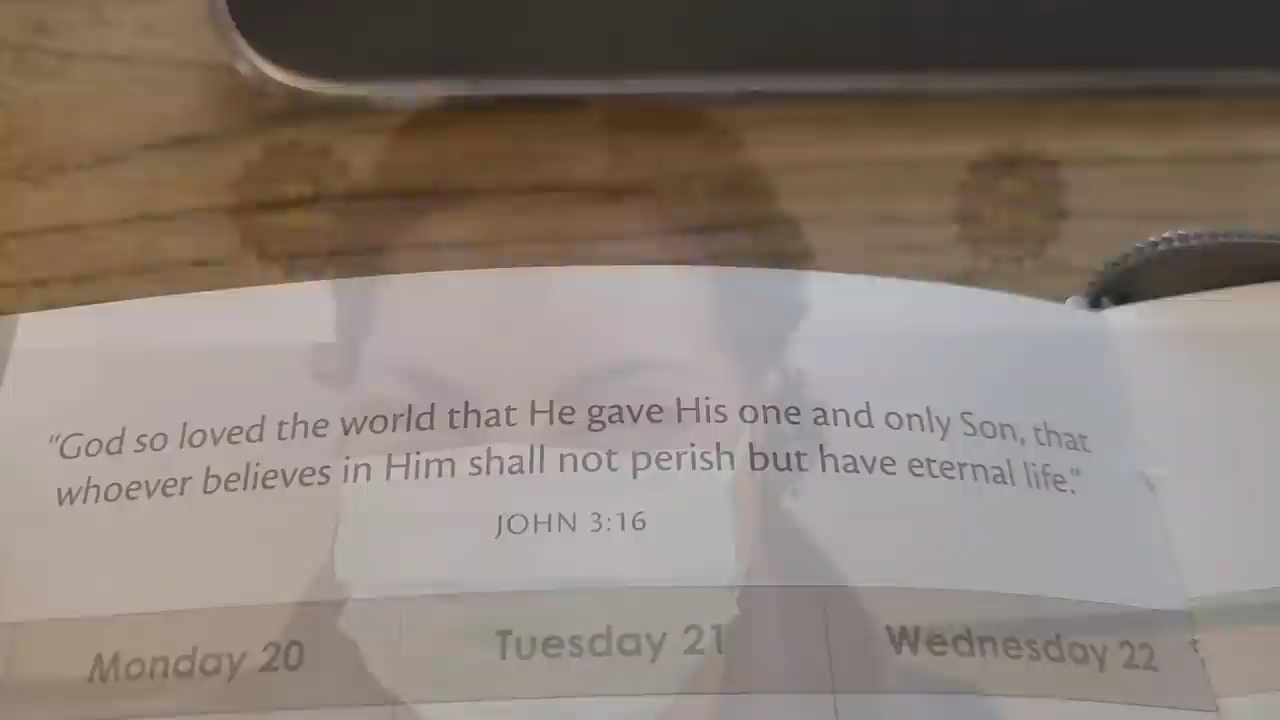 “God so loved the world that He gave His one and only Son, that
whoever believes in Him shall not perish but have eternal life.”
JOHN 3:16
Monday 20 Tuesday 21 Wednesday 22